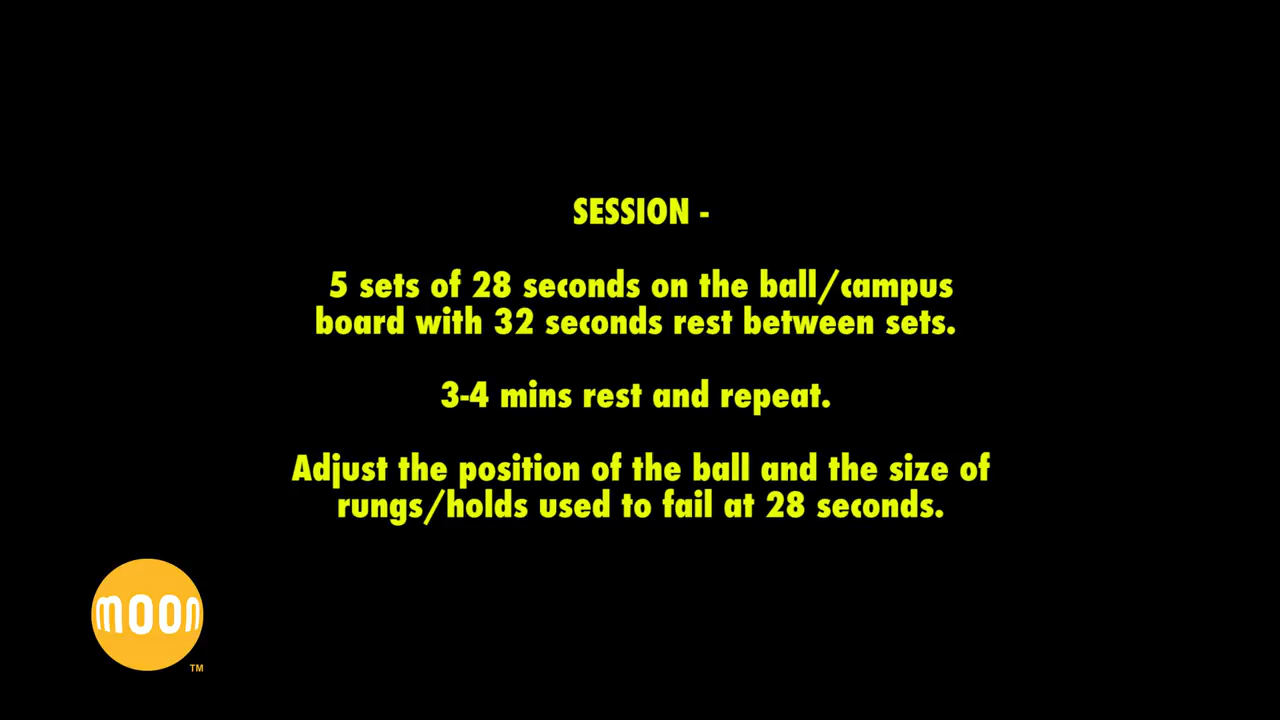 SESSION -
5 sets of 28 seconds on the ball/campus
board with 32 seconds rest between sets.
3-4 mins rest and repeat.
Adjust the position of the ball and the size of
rungs/holds used to fail at 28 seconds.
moon
TM